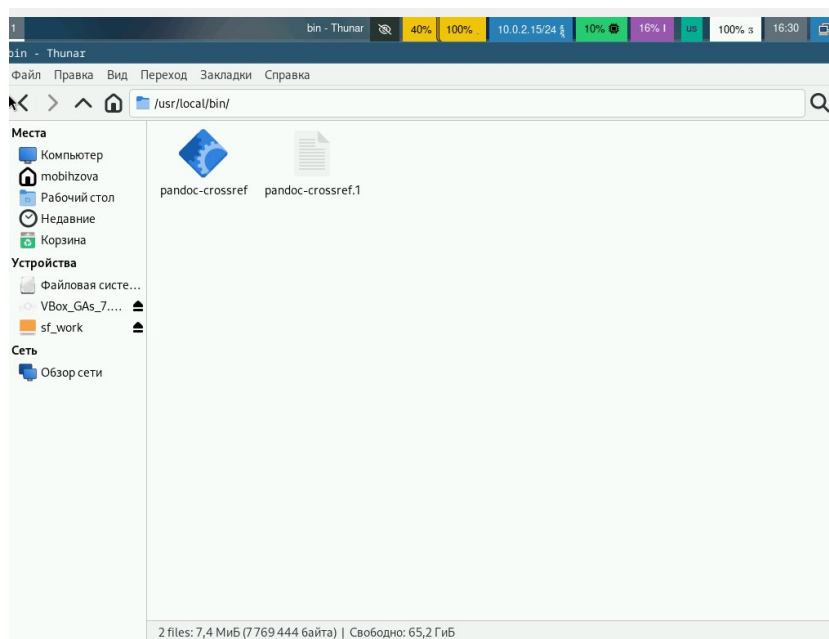 1 bin - Thunar 40% 100% 10.0.2.15/24 10% 16% us 100% 16:30
bin - Thunar
Файл Правка Вид Переход Закладки Справка
/usr/local/bin/
Места
Компьютер
mobihzova
Рабочий стол
Недавние
Корзина
Устройства
Файловая систе...
VBox_GAs_7....
sf_work
Сеть
Обзор сети
pandoc-crossref pandoc-crossref.1
2 files: 7,4 МиБ (7 769 444 байта) | Свободно: 65,2 ГиБ